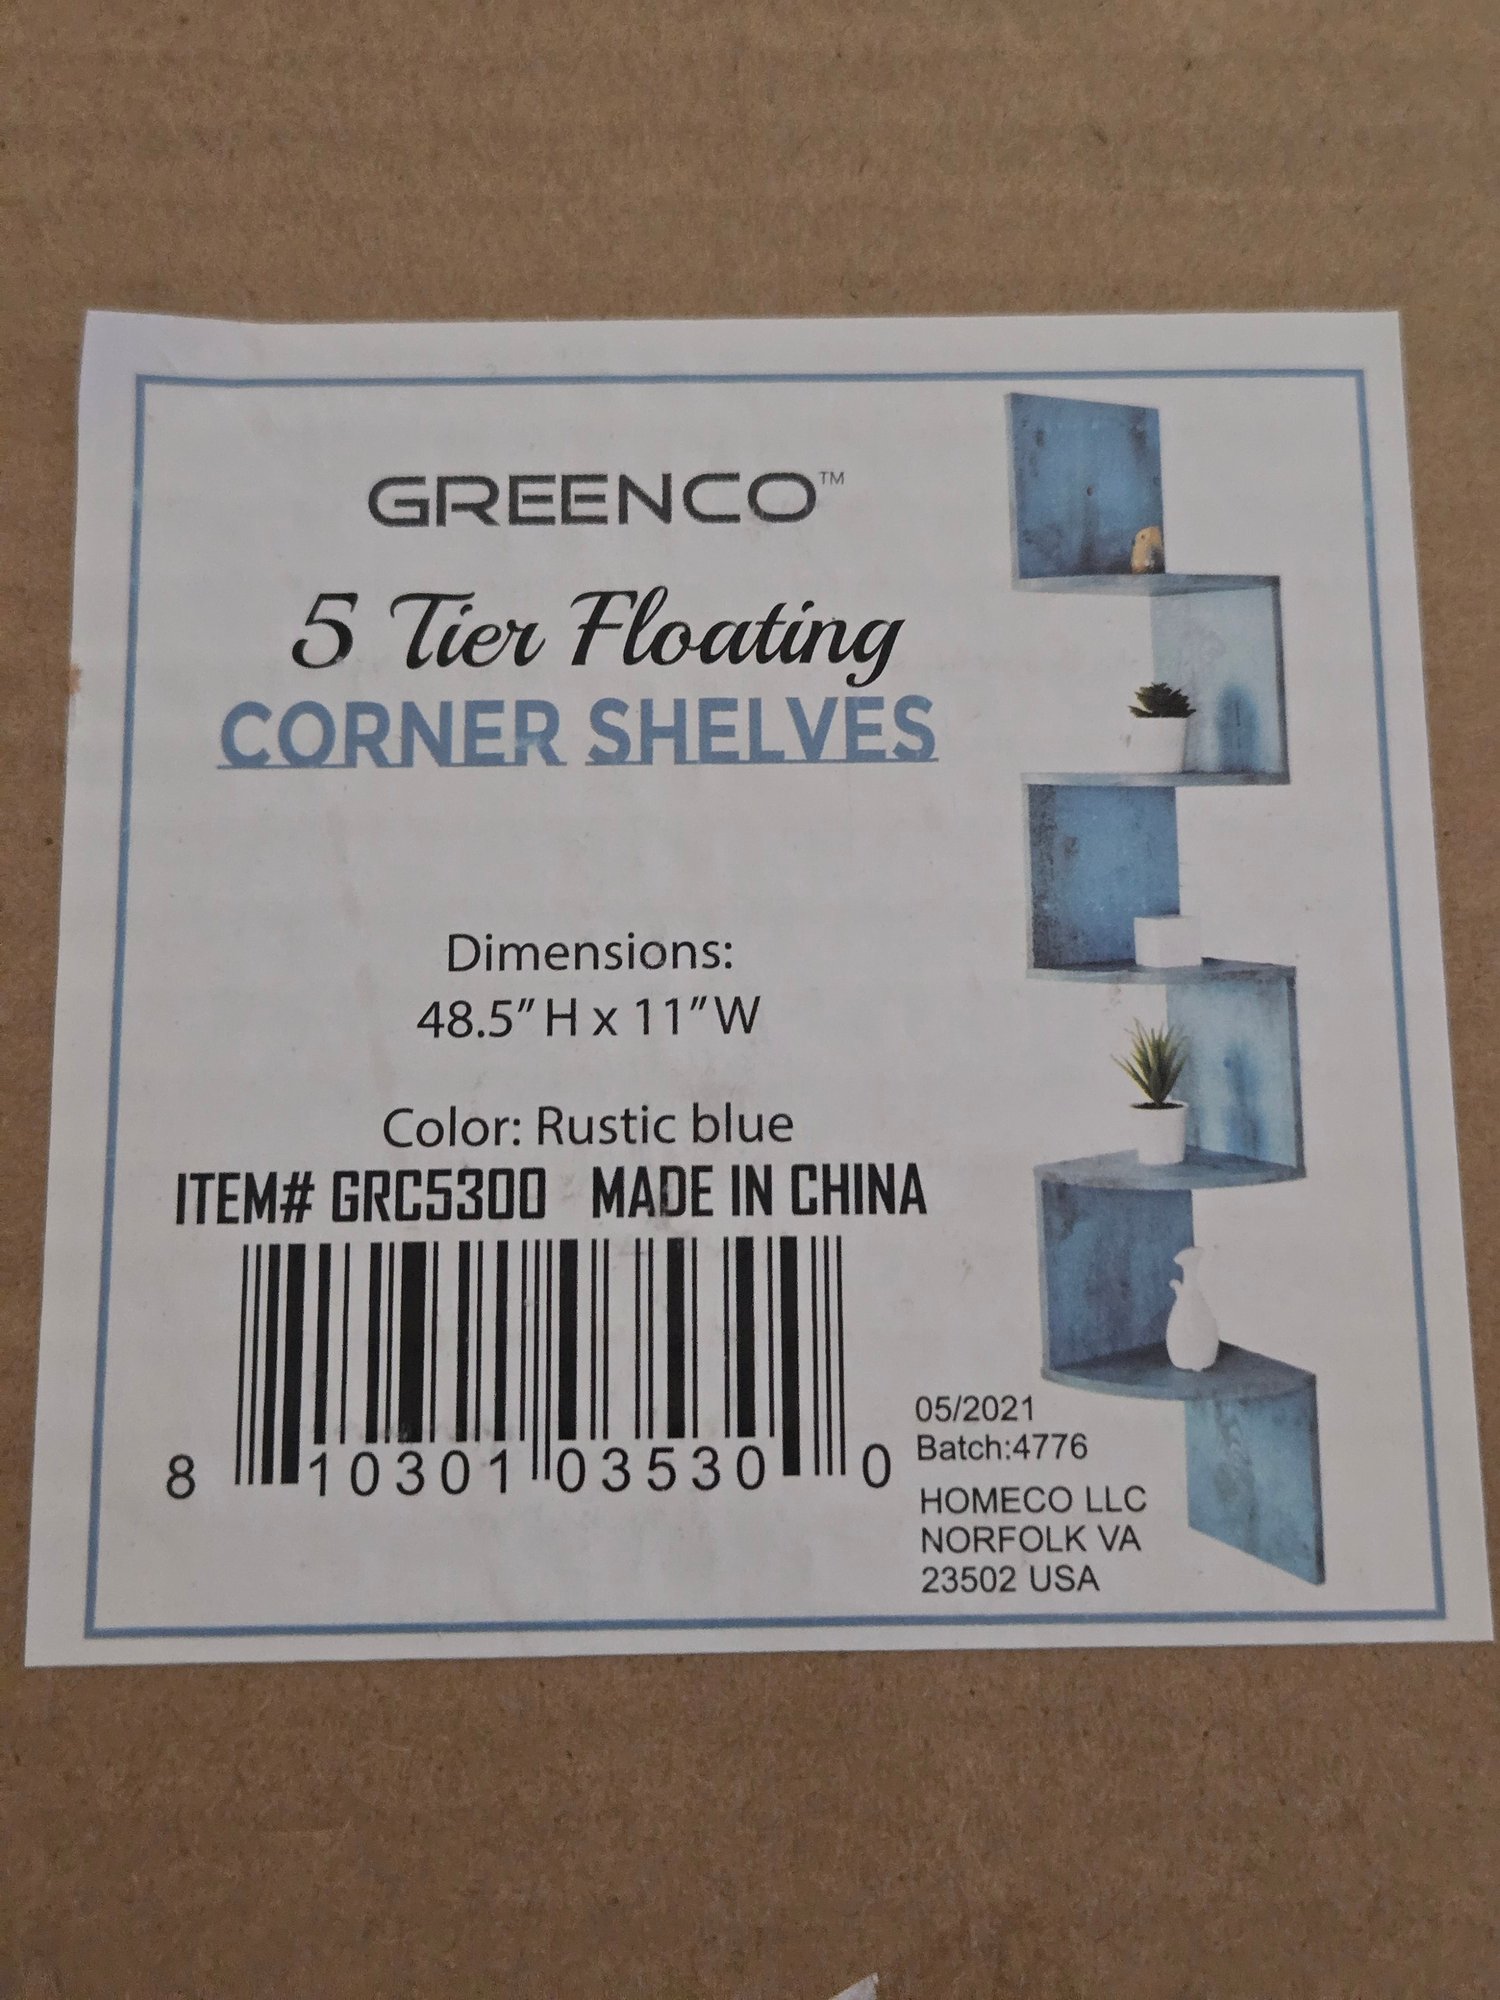 GREENCO™
5 Tier Floating
CORNER SHELVES
Dimensions:
48.5" H x 11" W
Color: Rustic blue
ITEM# GRC5300 MADE IN CHINA
8 10301 03530 0
05/2021
Batch:4776
HOMECO LLC
NORFOLK VA
23502 USA